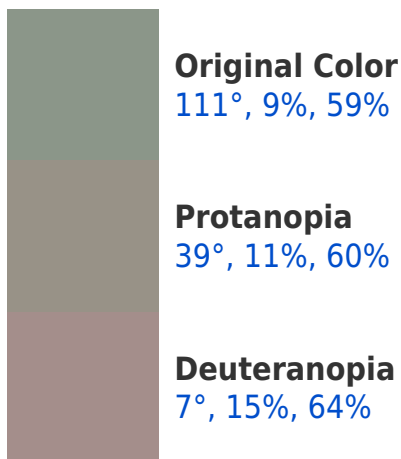 Original Color
111°, 9%, 59%
Protanopia
39°, 11%, 60%
Deuteranopia
7°, 15%, 64%